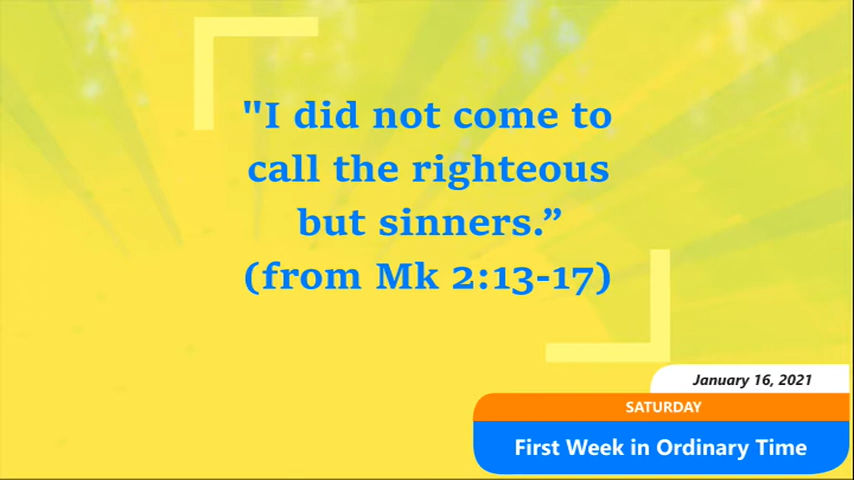 "I did not come to
call the righteous
but sinners.”
(from Mk 2:13-17)
January 16, 2021
SATURDAY
First Week in Ordinary Time